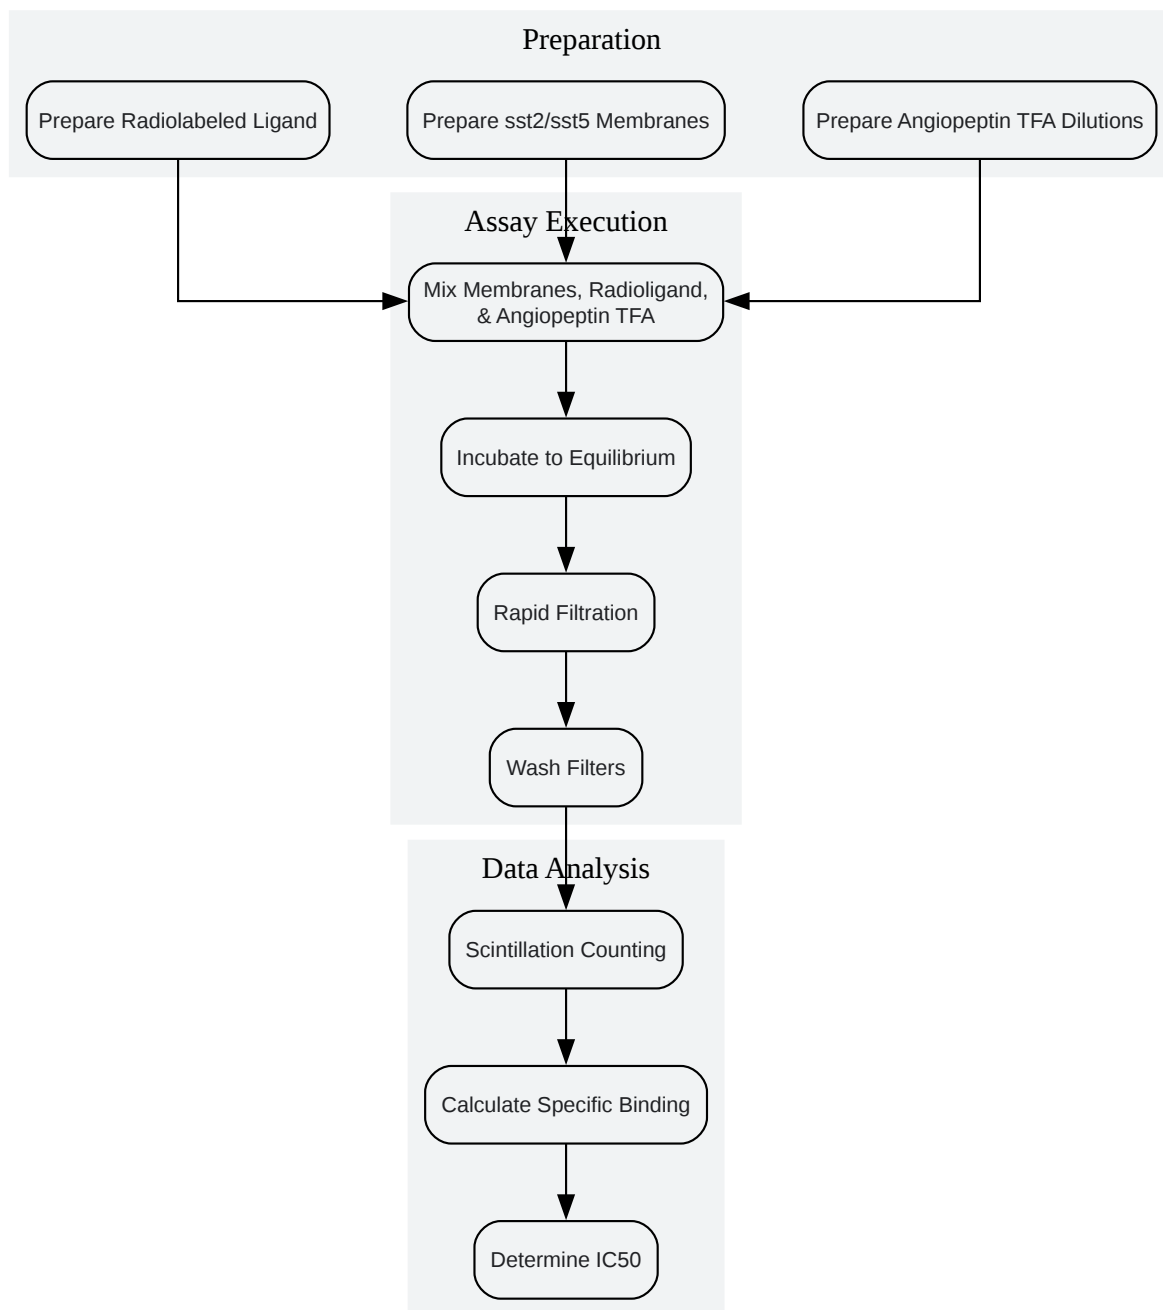 Preparation
Prepare Radiolabeled Ligand
Prepare sst2/sst5 Membranes
Prepare Angiopeptin TFA Dilutions
Assay Execution
Mix Membranes, Radioligand,
& Angiopeptin TFA
Incubate to Equilibrium
Rapid Filtration
Wash Filters
Data Analysis
Scintillation Counting
Calculate Specific Binding
Determine IC50